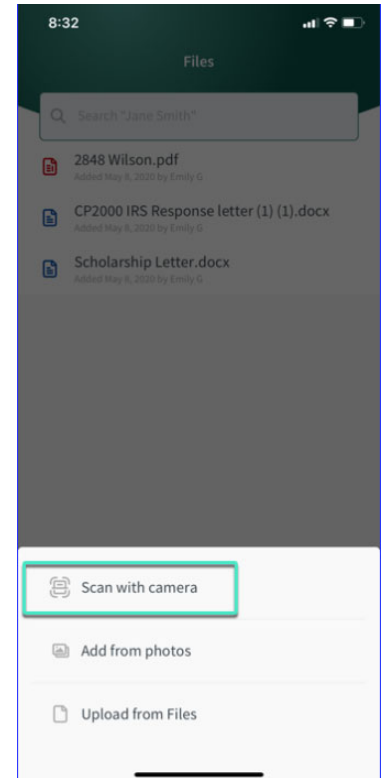 8:32
Files
Search "Jane Smith"
2848 Wilson.pdf
Added May 8, 2020 by Emily G
CP2000 IRS Response letter (1) (1).docx
Added May 8, 2020 by Emily G
Scholarship Letter.docx
Added May 8, 2020 by Emily G
Scan with camera
Add from photos
Upload from Files